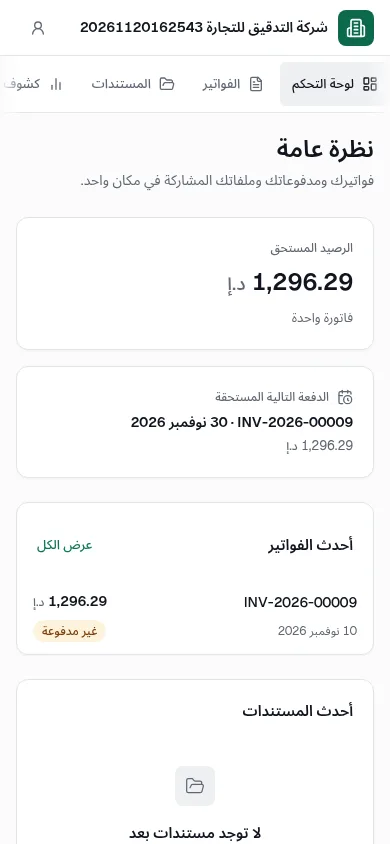 شركة التدقيق للتجارة 20261120162543
لوحة التحكم
الفواتير
المستندات
كشوف
نظرة عامة
فواتيرك ومدفوعاتك وملفاتك المشاركة في مكان واحد.
الرصيد المستحق
1,296.29 د.إ
فاتورة واحدة
الدفعة التالية المستحقة
INV-2026-00009 · 30 نوفمبر 2026
1,296.29 د.إ
أحدث الفواتير
عرض الكل
INV-2026-00009
1,296.29 د.إ
10 نوفمبر 2026
غير مدفوعة
أحدث المستندات
لا توجد مستندات بعد